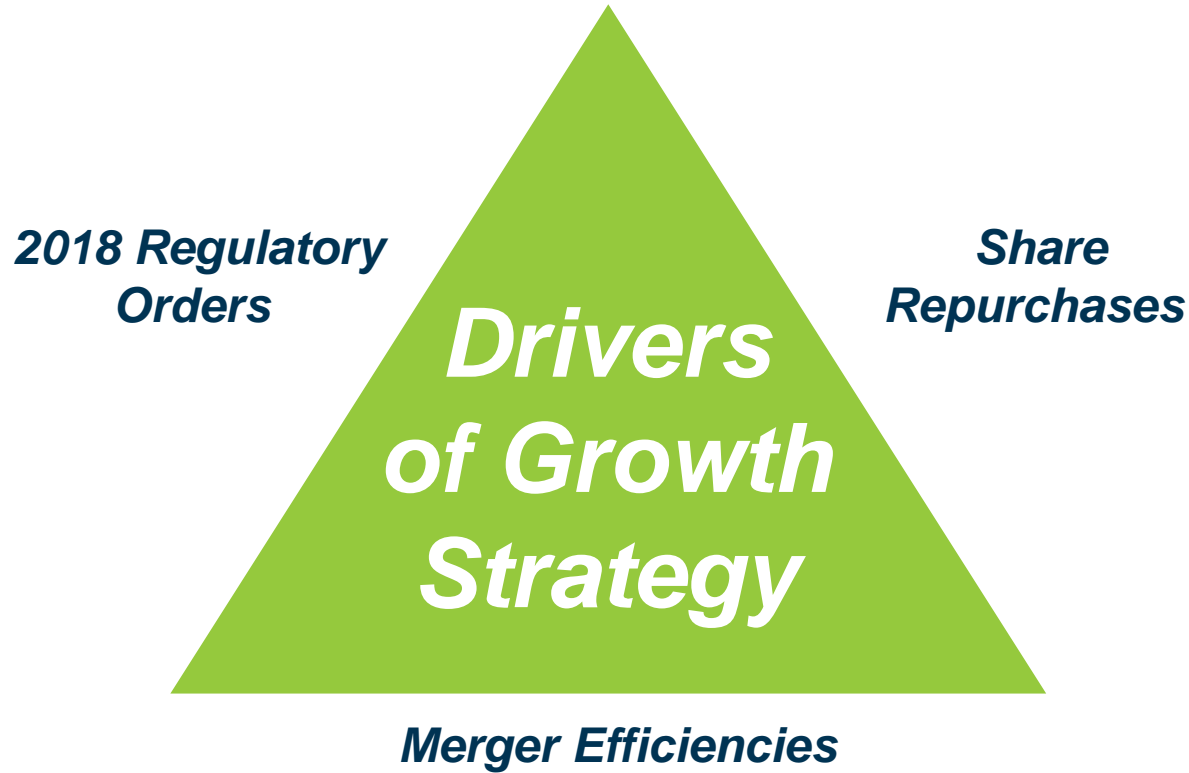 2018 Regulatory
Orders
Share
Repurchases
Drivers
of Growth
Strategy
Merger Efficiencies